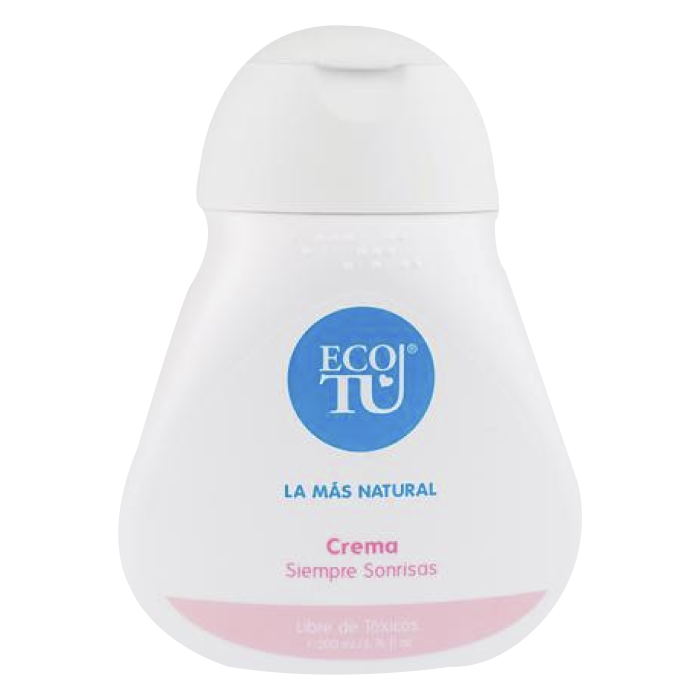 ECO
TU®
LA MÁS NATURAL
Crema
Siempre Sonrisas
Libre de Tóxicos